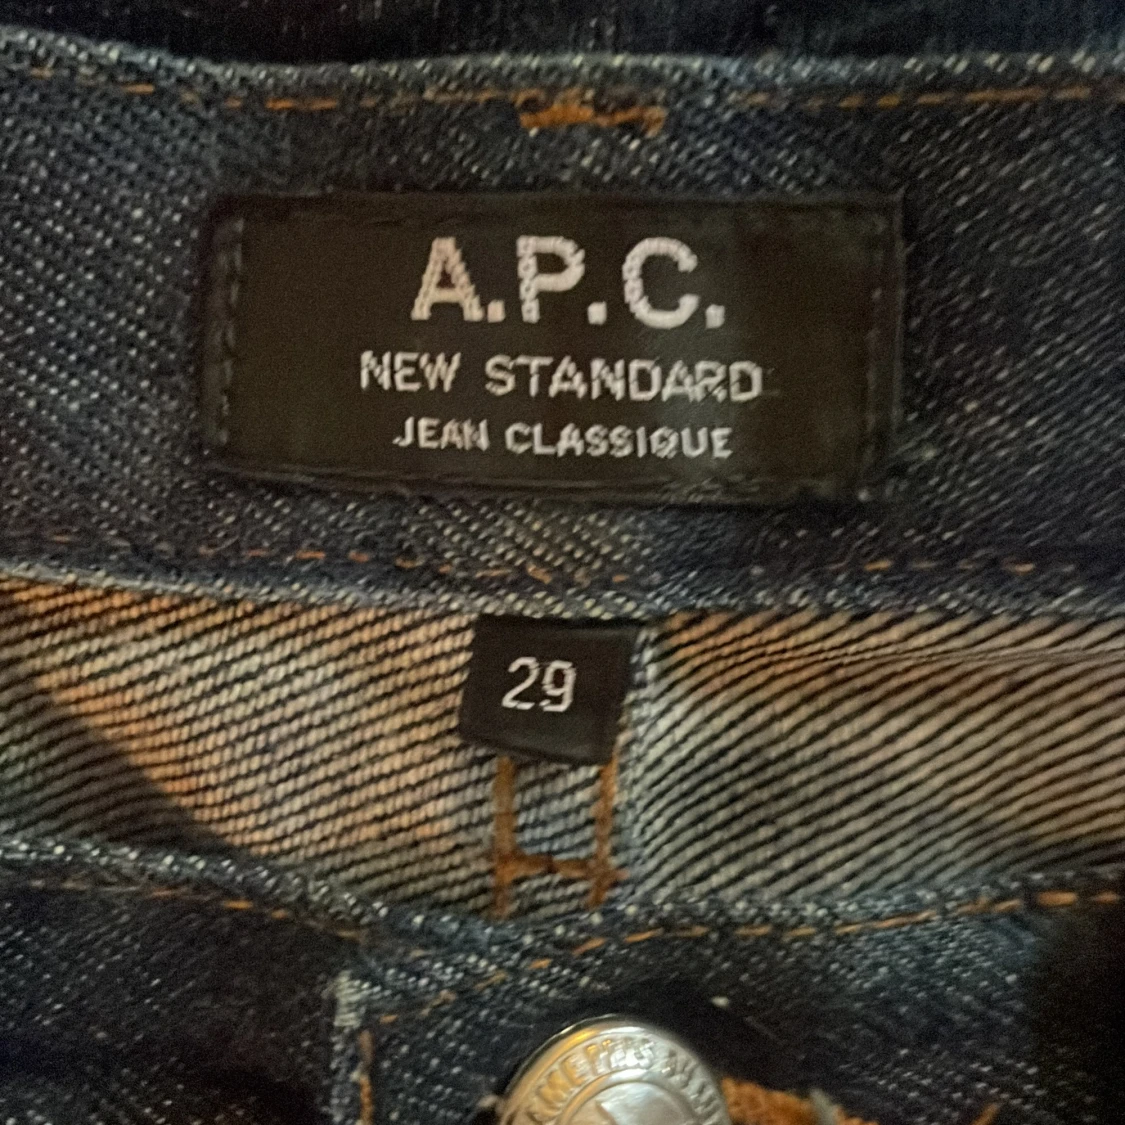 A.P.C.
NEW STANDARD
JEAN CLASSIQUE
29